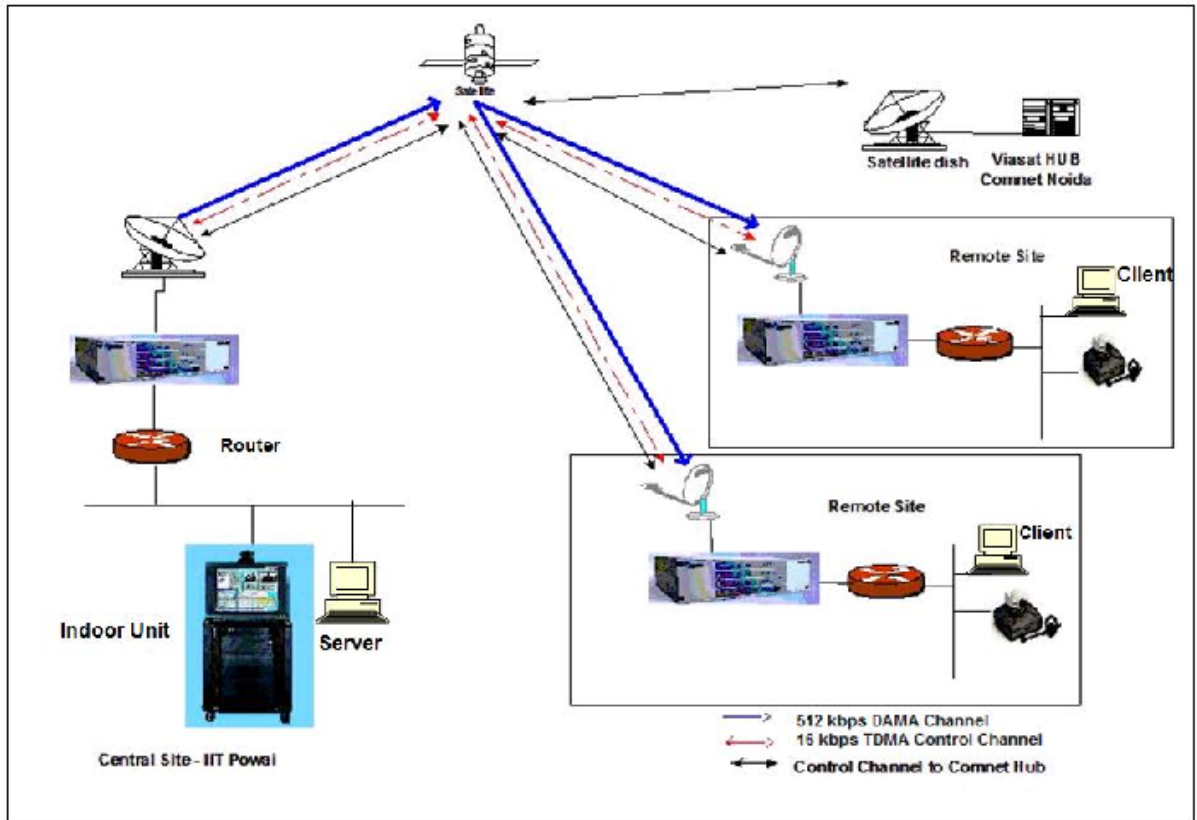 Satellite
Satellite dish
Viasat HUB
Comnet Noida
Remote Site
Client
Router
Remote Site
Client
Indoor Unit
Server
Central Site - IIT Powai
512 kbps DAMA Channel
16 kbps TDMA Control Channel
Control Channel to Comnet Hub